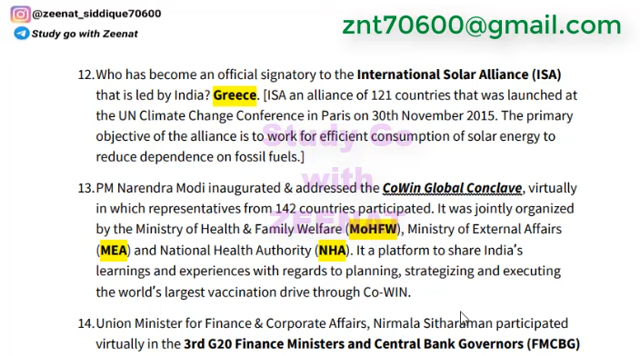 @zeenat_siddique70600
Study go with Zeenat
znt70600@gmail.com
12. Who has become an official signatory to the International Solar Alliance (ISA)
that is led by India? Greece. [ISA an alliance of 121 countries that was launched at
the UN Climate Change Conference in Paris on 30th November 2015. The primary
objective of the alliance is to work for efficient consumption of solar energy to
reduce dependence on fossil fuels.]
Study Go
with
ZEENAT
13. PM Narendra Modi inaugurated & addressed the CoWin Global Conclave, virtually
in which representatives from 142 countries participated. It was jointly organized
by the Ministry of Health & Family Welfare (MoHFW), Ministry of External Affairs
(MEA) and National Health Authority (NHA). It a platform to share India's
learnings and experiences with regards to planning, strategizing and executing
the world's largest vaccination drive through Co-WIN.
14. Union Minister for Finance & Corporate Affairs, Nirmala Sitharaman participated
virtually in the 3rd G20 Finance Ministers and Central Bank Governors (FMCBG)